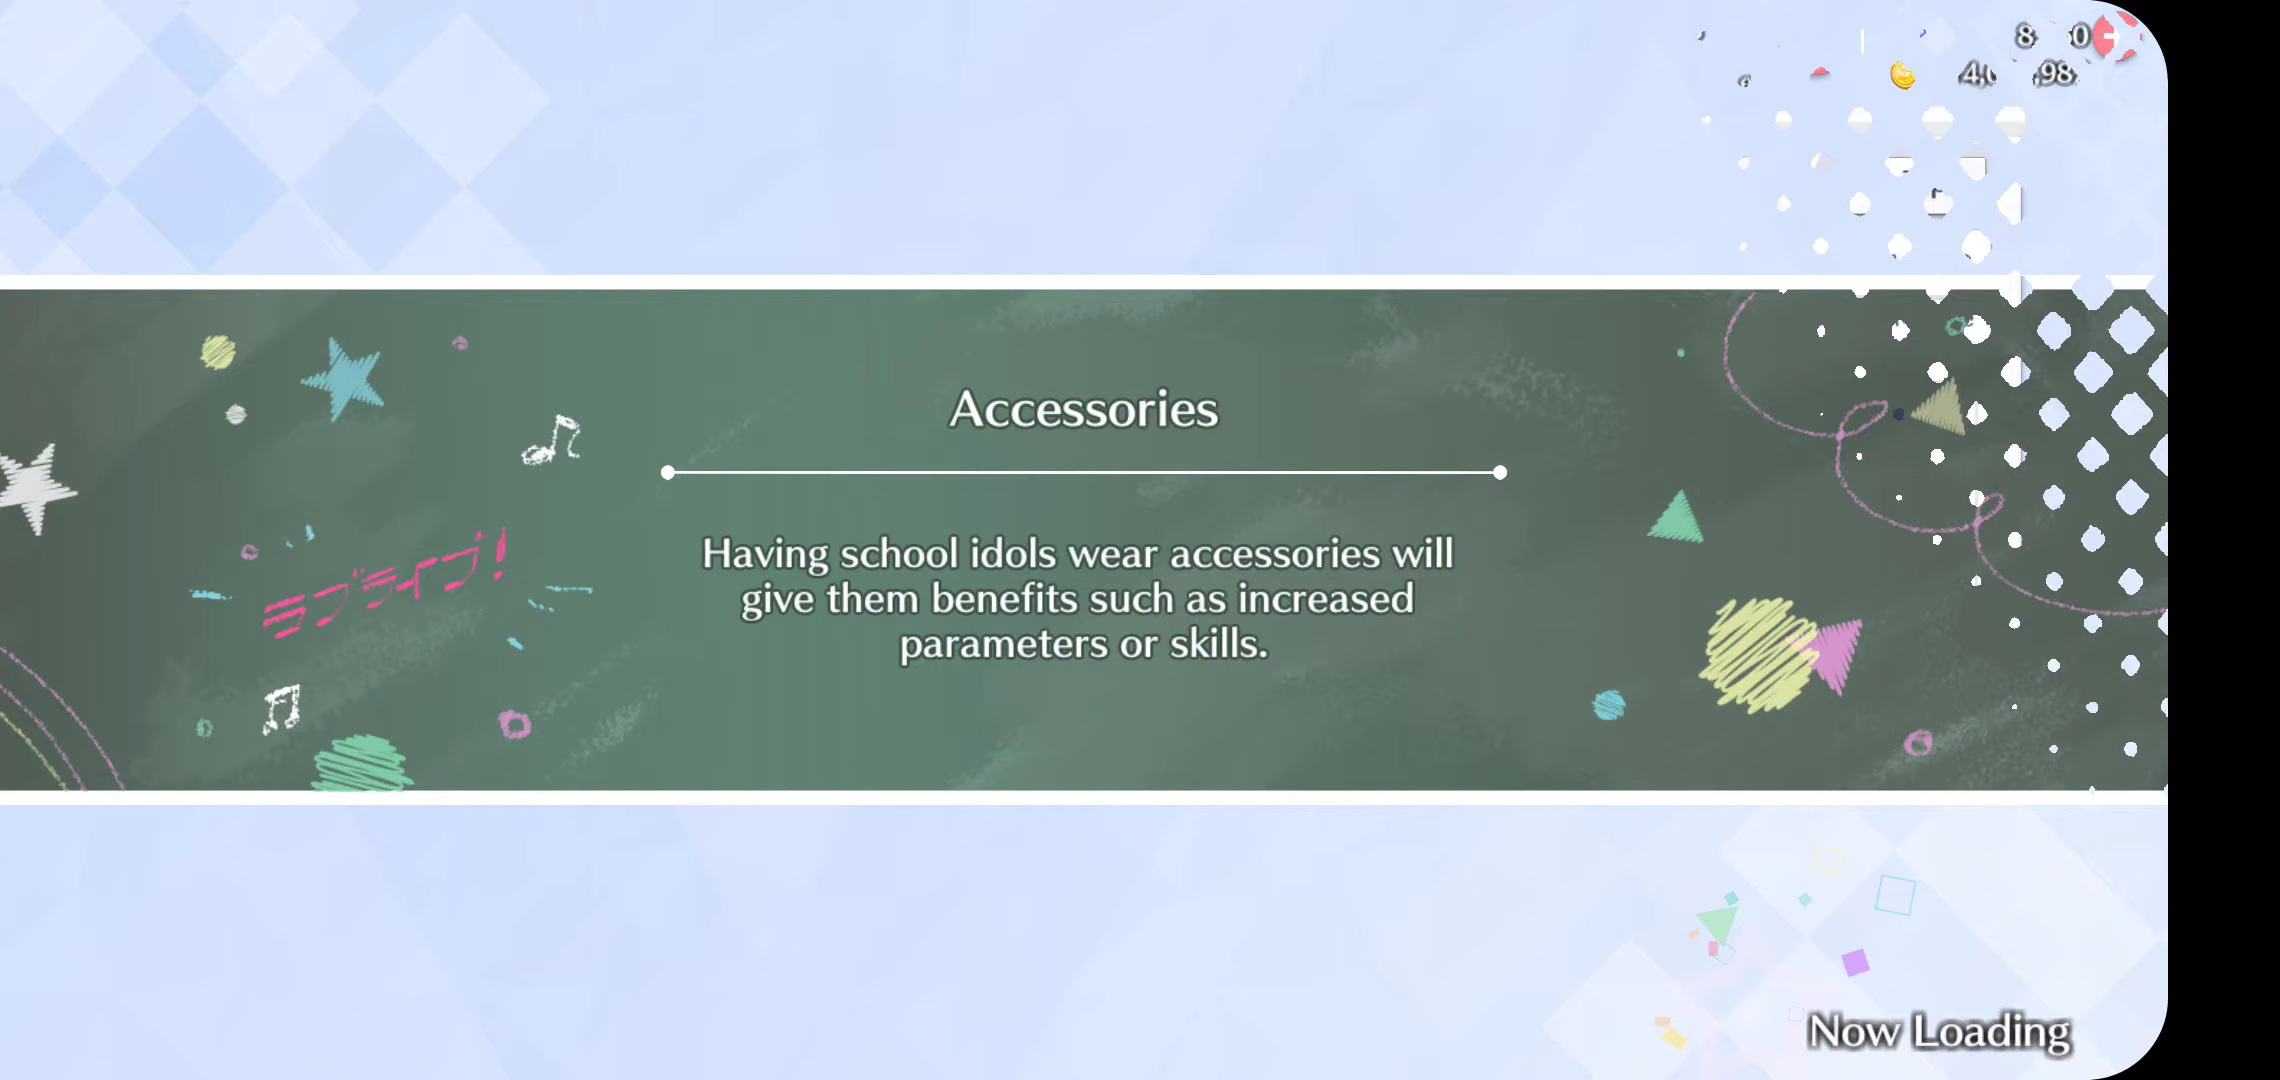 Accessories
Having school idols wear accessories will
give them benefits such as increased
parameters or skills.
ラブライブ!
Now Loading